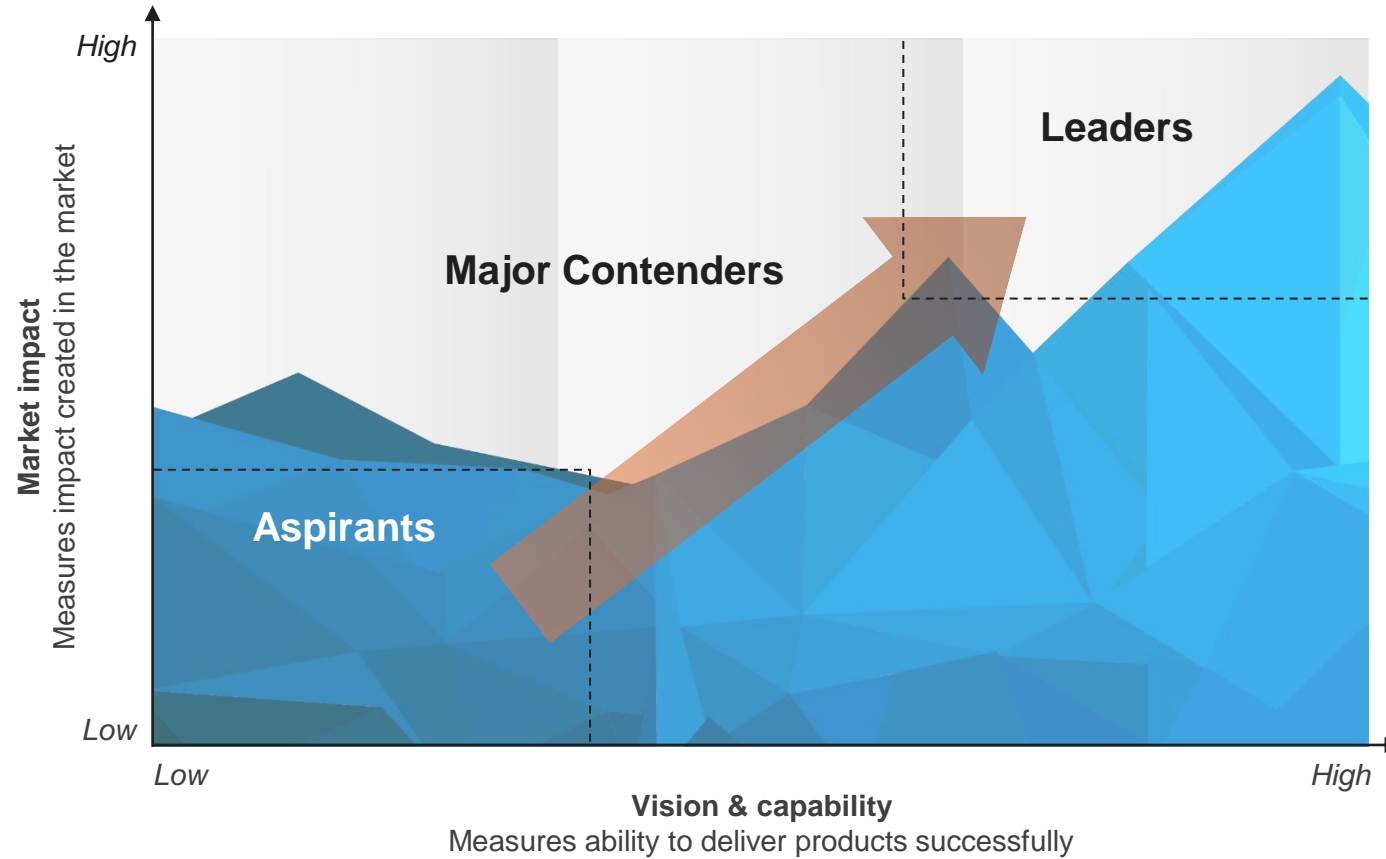 High
Leaders
Major Contenders
Market impact
Measures impact created in the market
Aspirants
Low
Low
High
Vision & capability
Measures ability to deliver products successfully